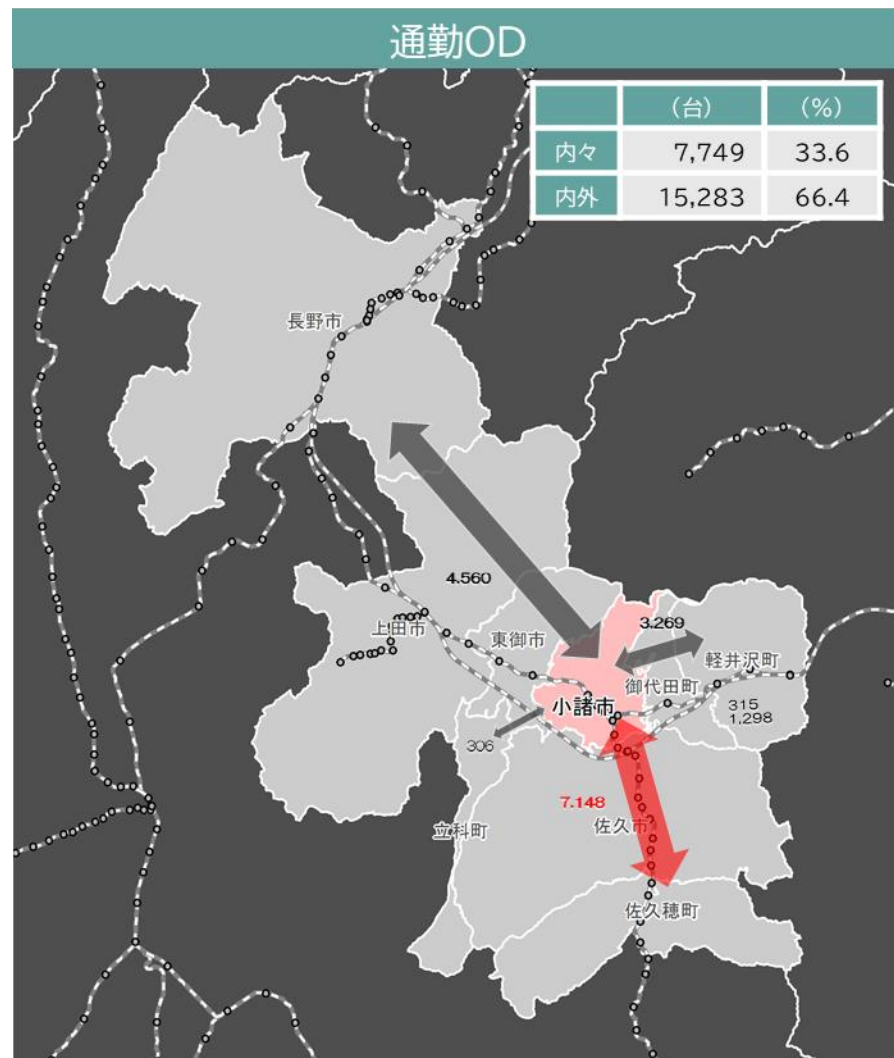 通勤OD
(台) (%)
内々 7,749 33.6
内外 15,283 66.4
長野市
4.560
上田市
東御市
3.269
軽井沢町
御代田町
小諸市
315
1.298
306
7.148
佐久市
立科町
佐久穂町